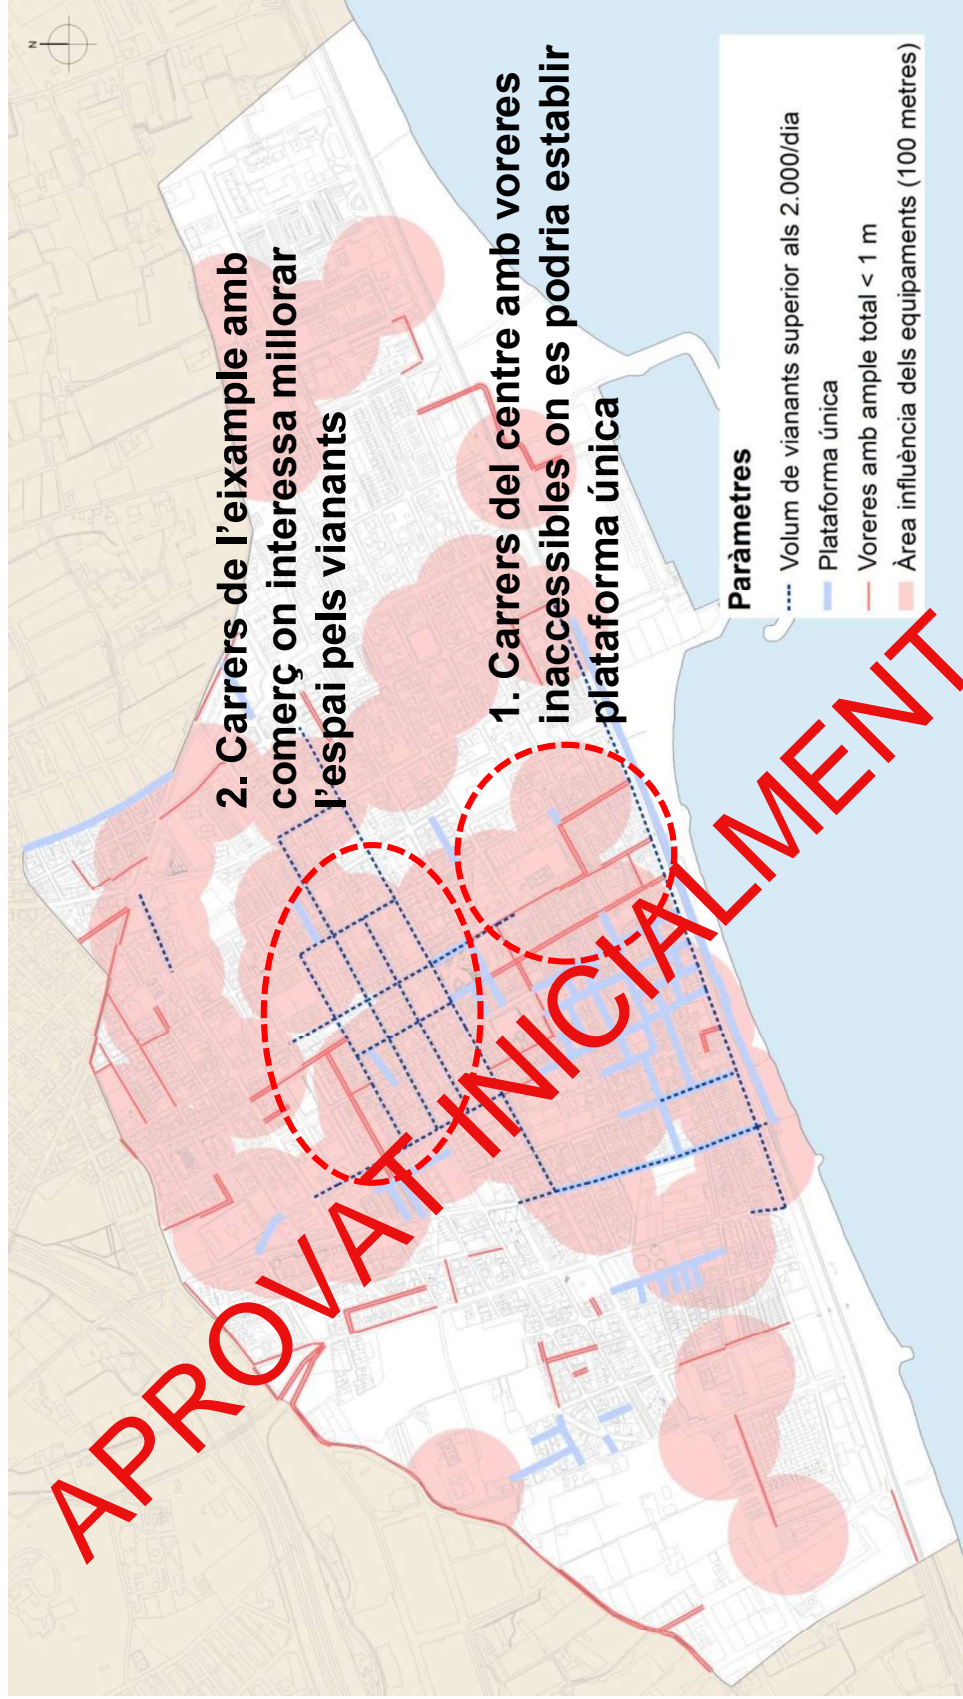 N
2. Carrers de l’eixample amb
comerç on interessa millorar
l’espai pels vianants
1. Carrers del centre amb voreres
inaccessibles on es podria establir
plataforma única
Paràmetres
Volum de vianants superior als 2.000/dia
Plataforma única
Voreres amb ample total < 1 m
Àrea influència dels equipaments (100 metres)
APROVAT INICIALMENT